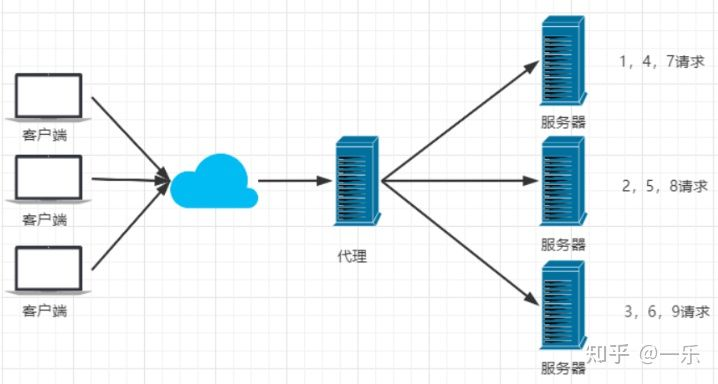 客户端
客户端
客户端
代理
服务器
1，4，7请求
服务器
2，5，8请求
服务器
3，6，9请求
知乎 @一乐